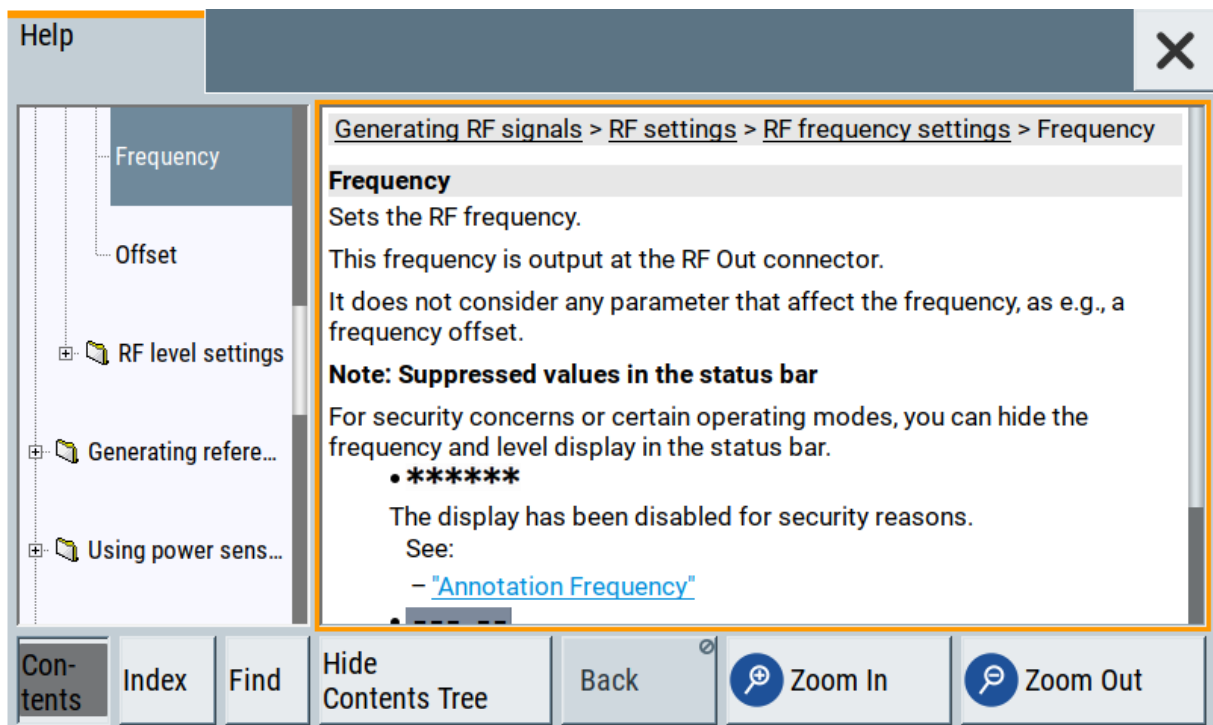 Help
Frequency
Offset
RF level settings
Generating refere...
Using power sens...
Generating RF signals > RF settings > RF frequency settings > Frequency
Frequency
Sets the RF frequency.
This frequency is output at the RF Out connector.
It does not consider any parameter that affect the frequency, as e.g., a
frequency offset.
Note: Suppressed values in the status bar
For security concerns or certain operating modes, you can hide the
frequency and level display in the status bar.
• ******
The display has been disabled for security reasons.
See:
– "Annotation Frequency"
• --- --
Con-
tents
Index
Find
Hide
Contents Tree
Back
Zoom In
Zoom Out